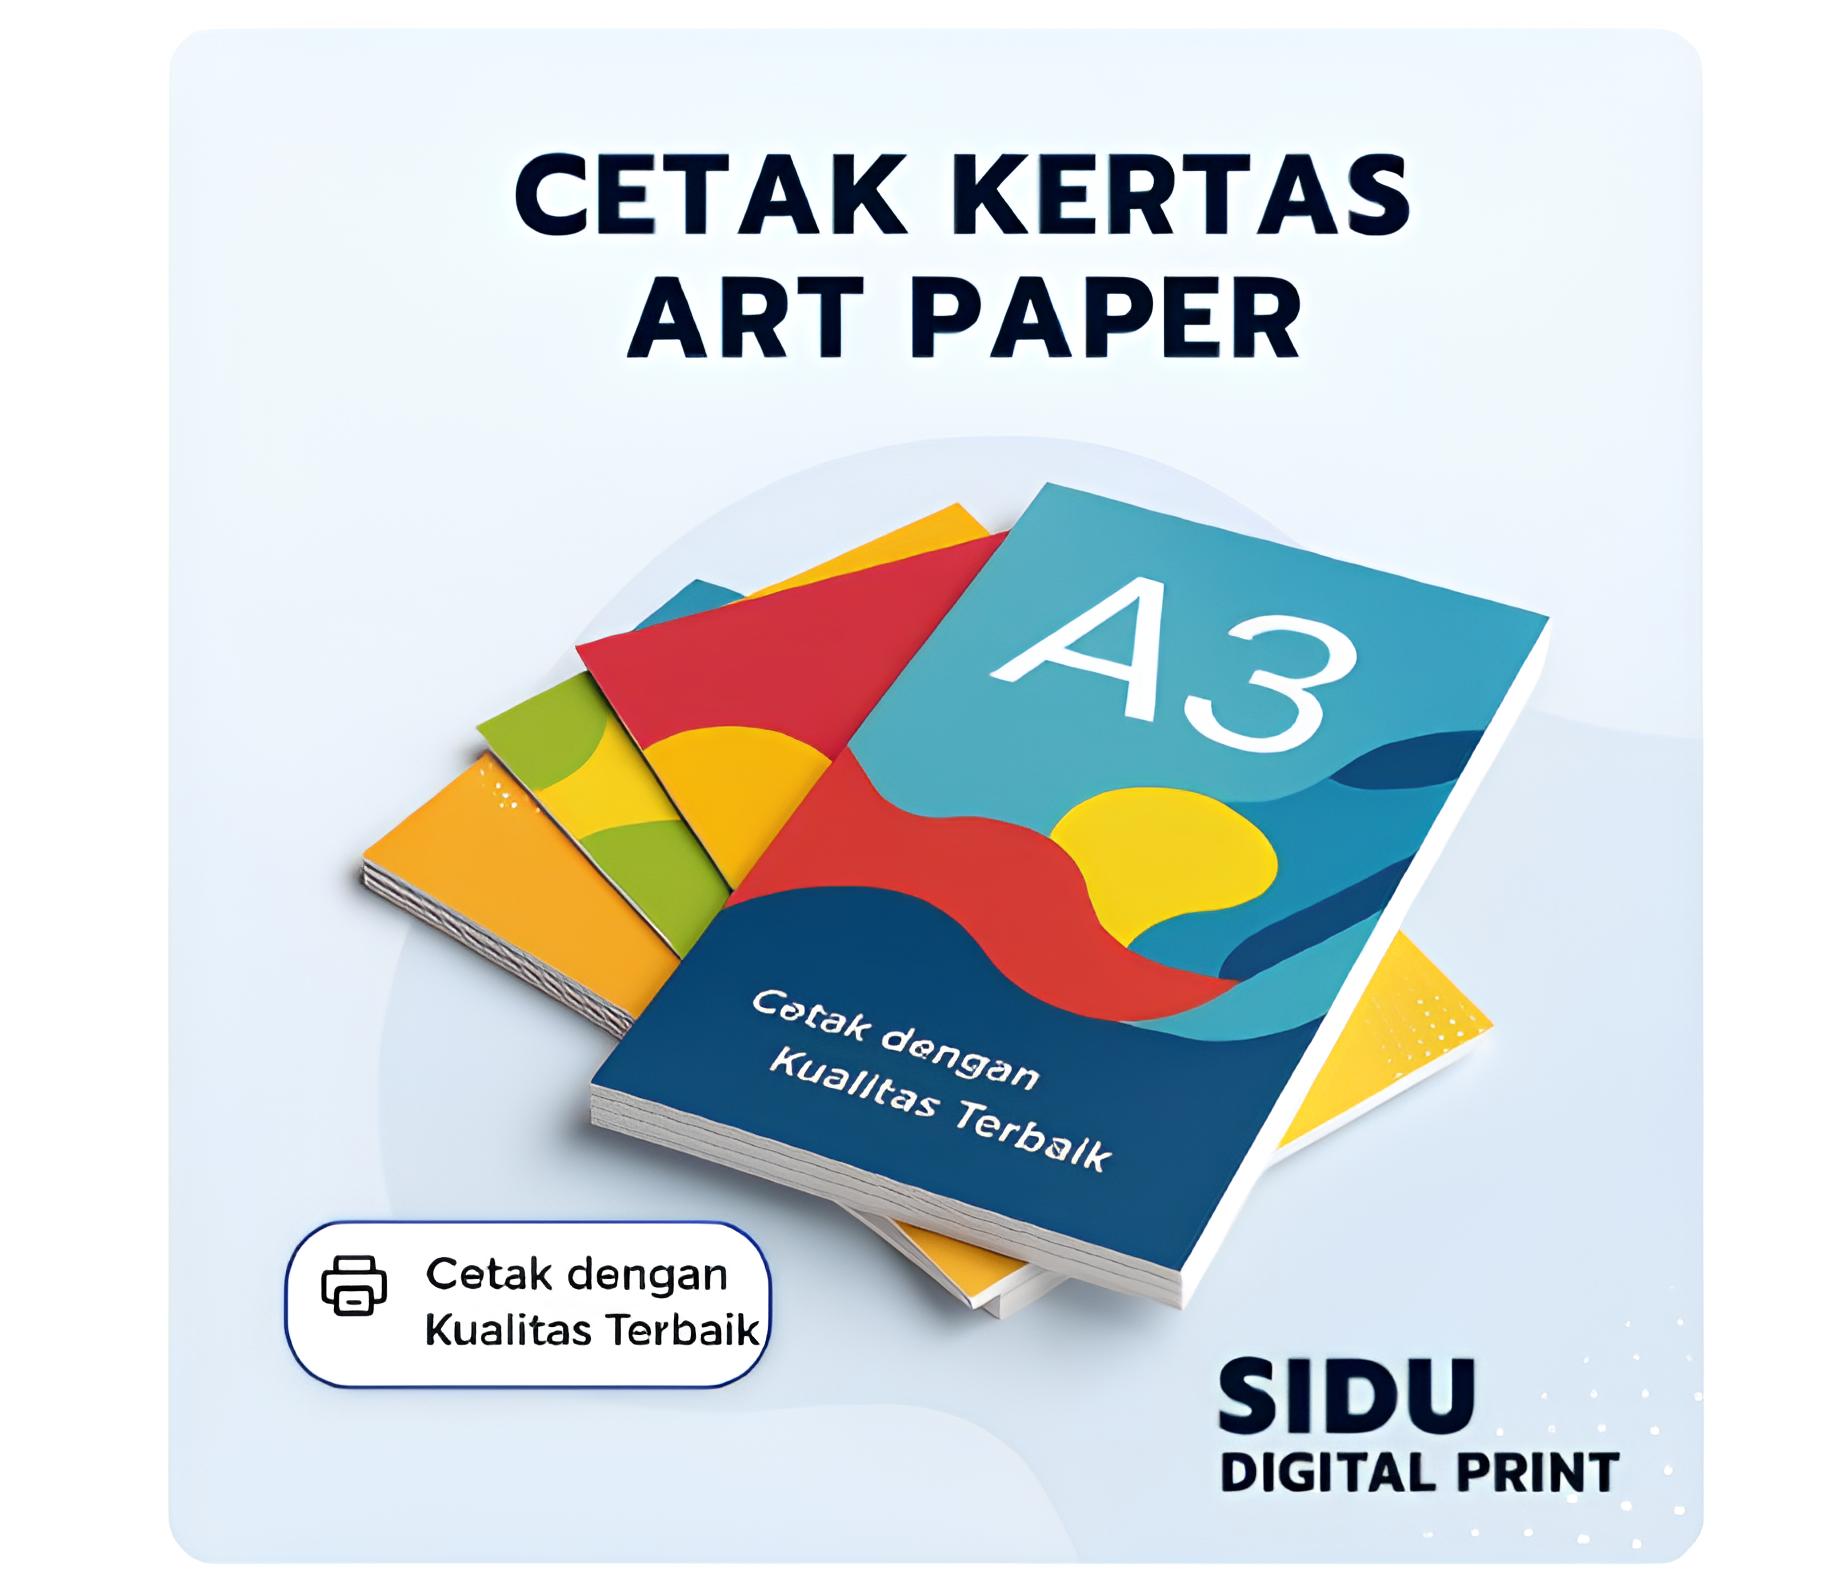 CETAK KERTAS
ART PAPER
A3
Cetak dengan
Kualitas Terbaik
Cetak dengan
Kualitas Terbaik
SIDU
DIGITAL PRINT